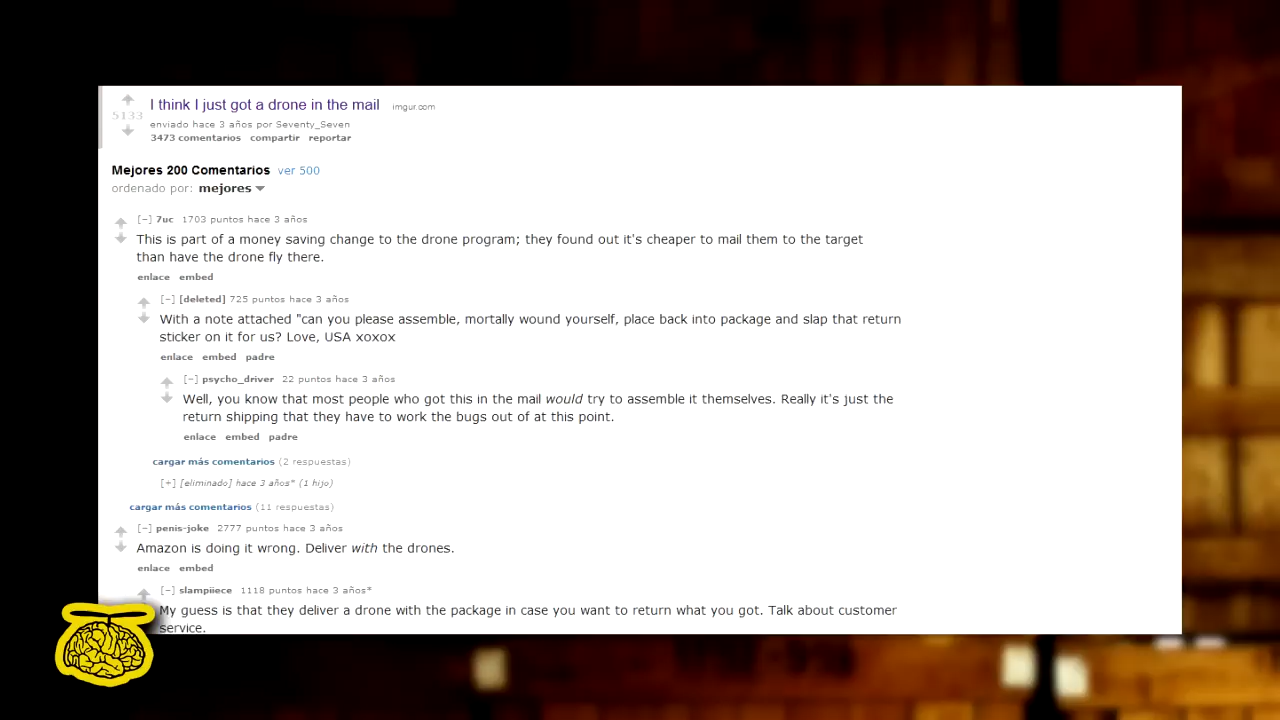 I think I just got a drone in the mail imgur.com
5133
enviado hace 3 años por Seventy_Seven
3473 comentarios compartir reportar
Mejores 200 Comentarios ver 500
ordenado por: mejores
[−] 7uc 1703 puntos hace 3 años
This is part of a money saving change to the drone program; they found out it's cheaper to mail them to the target
than have the drone fly there.
enlace embed
[−] [deleted] 725 puntos hace 3 años
With a note attached "can you please assemble, mortally wound yourself, place back into package and slap that return
sticker on it for us? Love, USA xoxox
enlace embed padre
[−] psycho_driver 22 puntos hace 3 años
Well, you know that most people who got this in the mail would try to assemble it themselves. Really it's just the
return shipping that they have to work the bugs out of at this point.
enlace embed padre
cargar más comentarios (2 respuestas)
[+] [eliminado] hace 3 años* (1 hijo)
cargar más comentarios (11 respuestas)
[−] penis-joke 2777 puntos hace 3 años
Amazon is doing it wrong. Deliver with the drones.
enlace embed
[−] slampiiece 1118 puntos hace 3 años*
My guess is that they deliver a drone with the package in case you want to return what you got. Talk about customer
service.